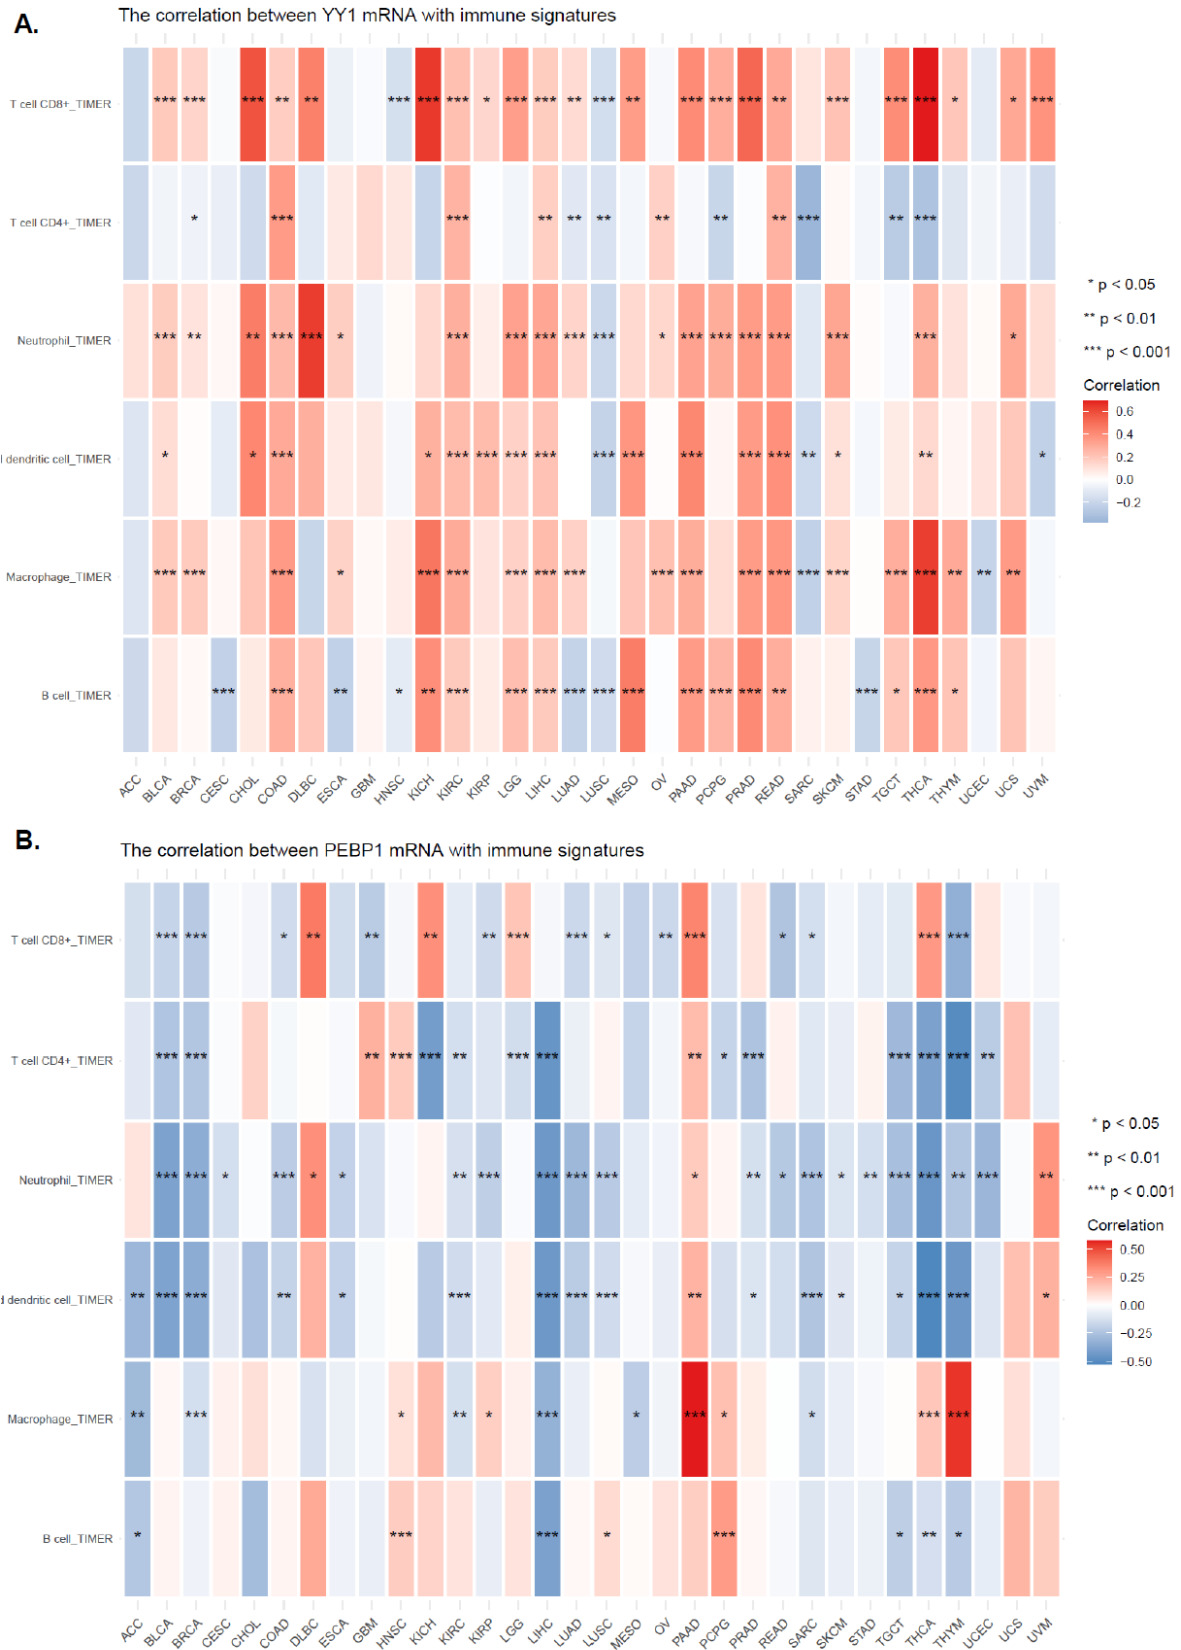 A.
The correlation between YY1 mRNA with immune signatures
T cell CD8+_TIMER *** *** *** ** ** *** *** *** * *** *** ** *** ** *** *** *** ** *** *** *** * * ***
T cell CD4+_TIMER * *** *** ** ** ** ** ** ** *** ** ***
Neutrophil_TIMER *** ** ** *** *** * *** *** *** *** *** * *** *** *** *** *** *** *
dendritic cell_TIMER * * *** * *** *** *** *** *** *** *** *** *** ** * ** *
Macrophage_TIMER *** *** *** * *** *** *** *** *** *** *** *** *** *** *** *** *** ** ** **
B cell_TIMER *** *** ** * ** *** *** *** *** *** *** *** *** *** ** *** * *** *
ACC BLCA BRCA CESC CHOL COAD DLBC ESCA GBM HNSC KICH KIRC KIRP LGG LIHC LUAD LUSC MESO OV PAAD PCPG PRAD READ SARC SKCM STAD TGCT THCA THYM UCEC UCS UVM
* p < 0.05
** p < 0.01
*** p < 0.001
Correlation
0.6
0.4
0.2
0.0
−0.2
B.
The correlation between PEBP1 mRNA with immune signatures
T cell CD8+_TIMER *** *** * ** ** ** ** *** *** * ** *** * * *** ***
T cell CD4+_TIMER *** *** ** *** *** ** *** *** ** * *** *** *** *** **
Neutrophil_TIMER *** *** * *** * * ** *** *** *** *** * ** * *** * ** *** *** ** *** **
dendritic cell_TIMER ** *** *** ** * *** *** *** *** ** * *** * * *** *** *
Macrophage_TIMER ** *** * ** * *** * *** * * *** ***
B cell_TIMER * *** *** * *** * ** *
ACC BLCA BRCA CESC CHOL COAD DLBC ESCA GBM HNSC KICH KIRC KIRP LGG LIHC LUAD LUSC MESO OV PAAD PCPG PRAD READ SARC SKCM STAD TGCT THCA THYM UCEC UCS UVM
* p < 0.05
** p < 0.01
*** p < 0.001
Correlation
0.50
0.25
0.00
−0.25
−0.50